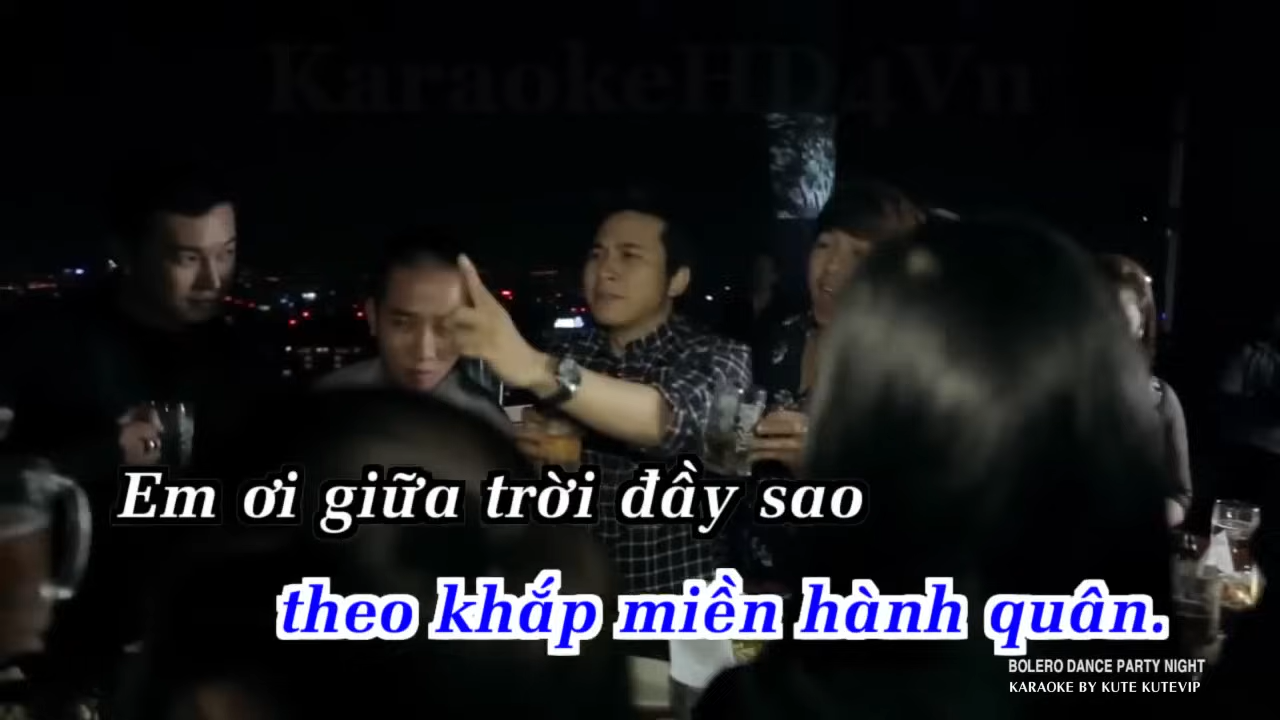 KaraokeHD4Vn
Em ơi giữa trời đầy sao
theo khắp miền hành quân.
BOLERO DANCE PARTY NIGHT
KARAOKE BY KUTE KUTEVIP